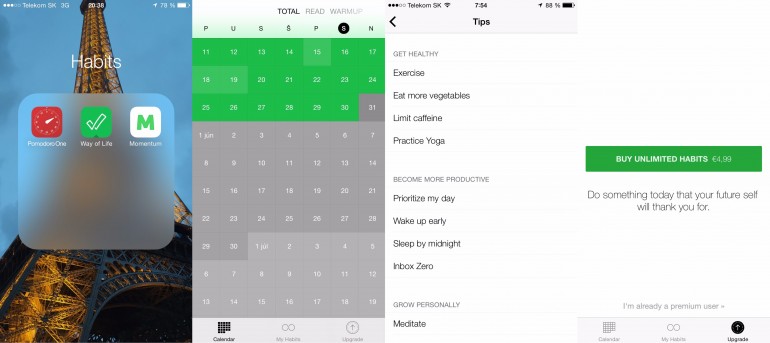 Telekom SK 3G 20:38 79 %
Habits
PomodoroOne Way of Life Momentum
TOTAL READ WARMUP
P U S Š P S N
11 12 13 14 15 16 17
18 19 20 21 22 23 24
25 26 27 28 29 30 31
1 jún 2 3 4 5 6 7
8 9 10 11 12 13 14
15 16 17 18 19 20 21
22 23 24 25 26 27 28
29 30 1 júl 2 3 4 5
6 7 8 9 10 11 12
13 14 15 16 17 18 19
Calendar My Habits Upgrade
Telekom SK 7:54 88 %
Tips
GET HEALTHY
Exercise
Eat more vegetables
Limit caffeine
Practice Yoga
BECOME MORE PRODUCTIVE
Prioritize my day
Wake up early
Sleep by midnight
Inbox Zero
GROW PERSONALLY
Meditate
BUY UNLIMITED HABITS €4,99
Do something today that your future self
will thank you for.
I'm already a premium user »
Calendar My Habits Upgrade